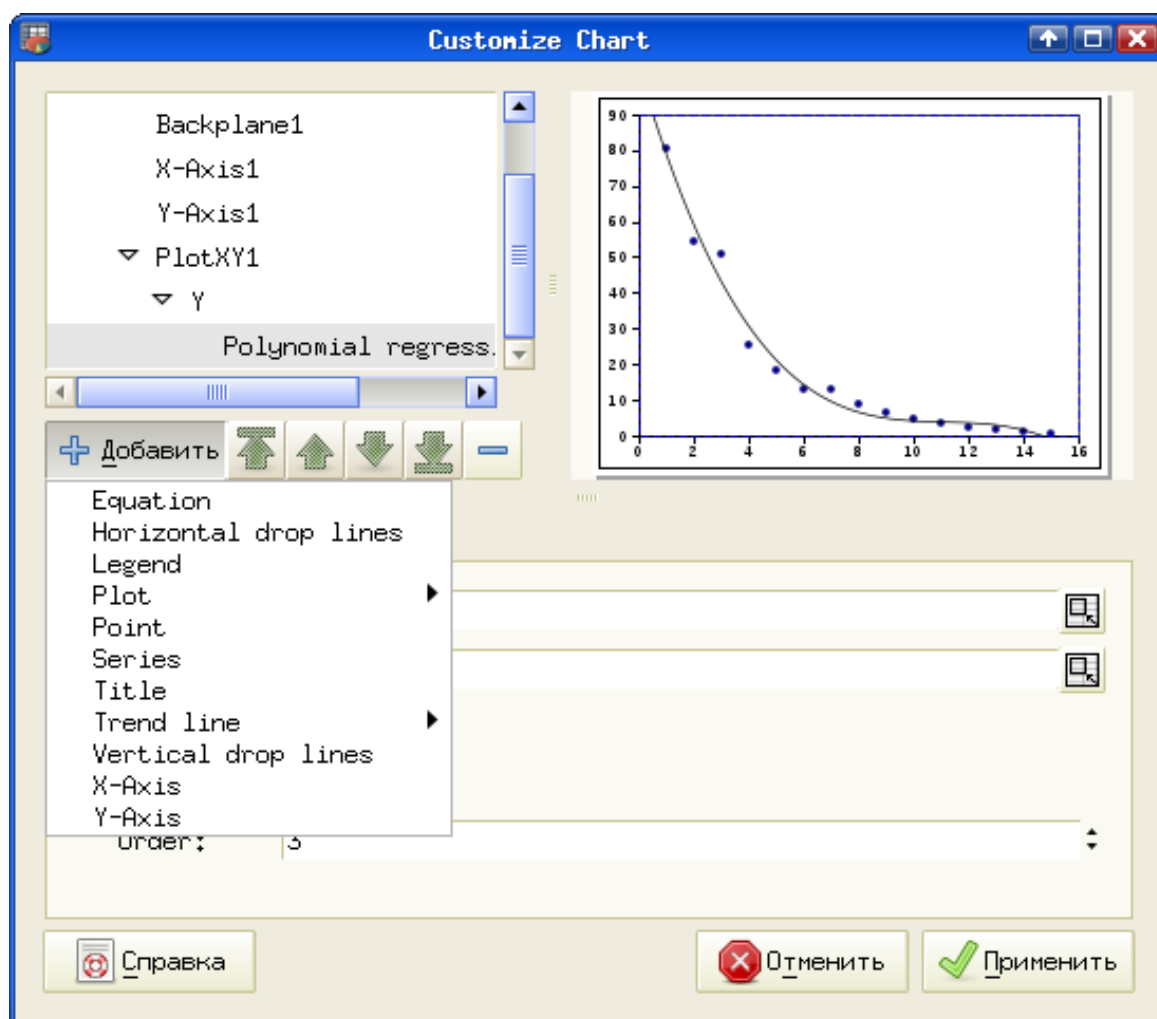 Customize Chart
Backplane1
X-Axis1
Y-Axis1
PlotXY1
Y
Polynomial regress.
Добавить
Equation
Horizontal drop lines
Legend
Plot
Point
Series
Title
Trend line
Vertical drop lines
X-Axis
Y-Axis
90
80
70
60
50
40
30
20
10
0
0 2 4 6 8 10 12 14 16
Order: 3
Справка
Отменить
Применить